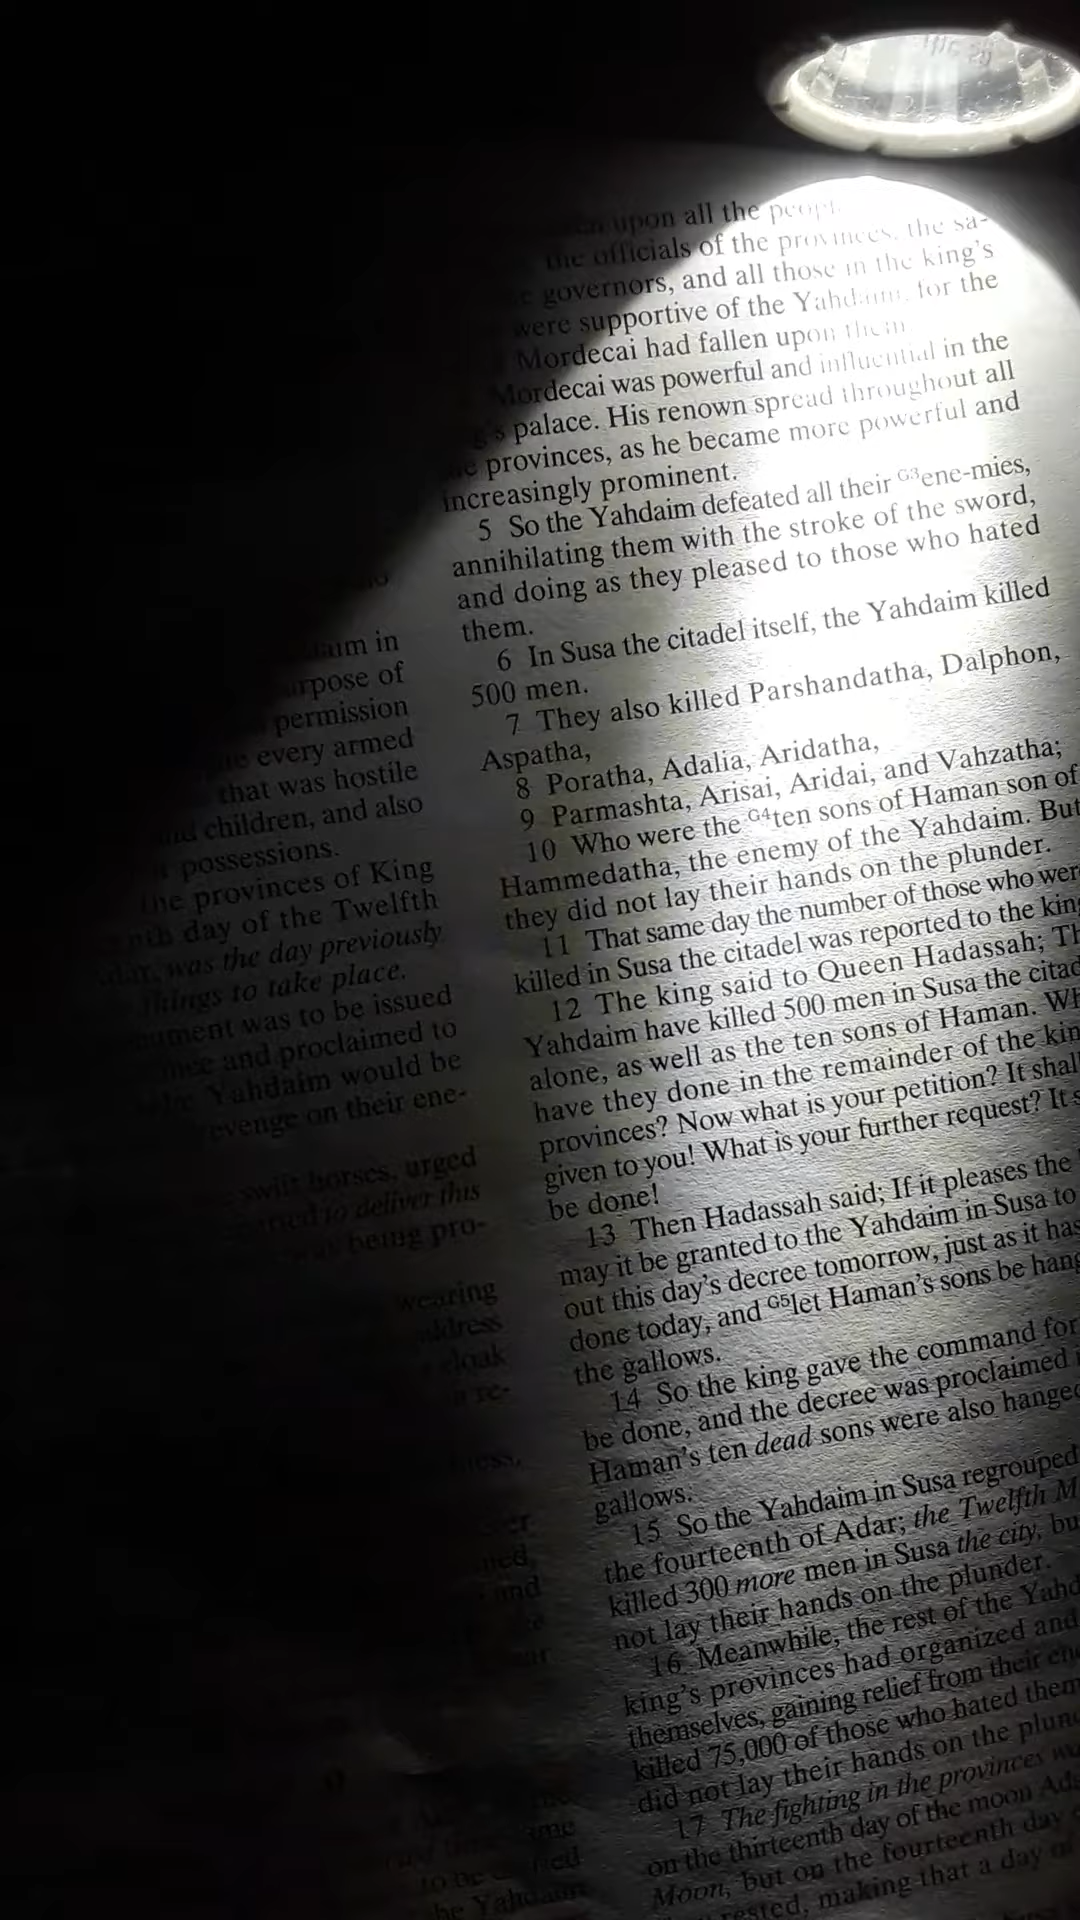 aim in
urpose of
permission
every armed
that was hostile
and children, and also
possessions.
the provinces of King
day of the Twelfth
was the day previously
things to take place.
was to be issued
and proclaimed to
Yahdaim would be
revenge on their ene-
swift horses, urged
to deliver this
being pro-
wearing
cloak
upon all the peopl
the officials of the provinces, the sa-
governors, and all those in the king's
were supportive of the Yahdaim, for the
Mordecai had fallen upon them.
Mordecai was powerful and influential in the
g's palace. His renown spread throughout all
provinces, as he became more powerful and
increasingly prominent.
5 So the Yahdaim defeated all their G3ene-mies,
annihilating them with the stroke of the sword,
and doing as they pleased to those who hated
them.
6 In Susa the citadel itself, the Yahdaim killed
500 men.
7 They also killed Parshandatha, Dalphon,
Aspatha,
8 Poratha, Adalia, Aridatha,
9 Parmashta, Arisai, Aridai, and Vahzatha;
10 Who were the G4ten sons of Haman son of
Hammedatha, the enemy of the Yahdaim. But
they did not lay their hands on the plunder.
11 That same day the number of those who wer
killed in Susa the citadel was reported to the kin
12 The king said to Queen Hadassah; Th
Yahdaim have killed 500 men in Susa the citad
alone, as well as the ten sons of Haman. Wh
have they done in the remainder of the kin
provinces? Now what is your petition? It shal
given to you! What is your further request? It s
be done!
13 Then Hadassah said; If it pleases the
may it be granted to the Yahdaim in Susa to
out this day's decree tomorrow, just as it has
done today, and G5let Haman's sons be hang
the gallows.
14 So the king gave the command for
be done, and the decree was proclaimed i
Haman's ten dead sons were also hanged
gallows.
15 So the Yahdaim in Susa regrouped
the fourteenth of Adar; the Twelfth M
killed 300 more men in Susa the city, bu
not lay their hands on the plunder.
16 Meanwhile, the rest of the Yahd
king's provinces had organized and
themselves, gaining relief from their en
killed 75,000 of those who hated them
did not lay their hands on the plund
17 The fighting in the provinces wa
on the thirteenth day of the moon Ada
Moon, but on the fourteenth day
rested, making that a day of